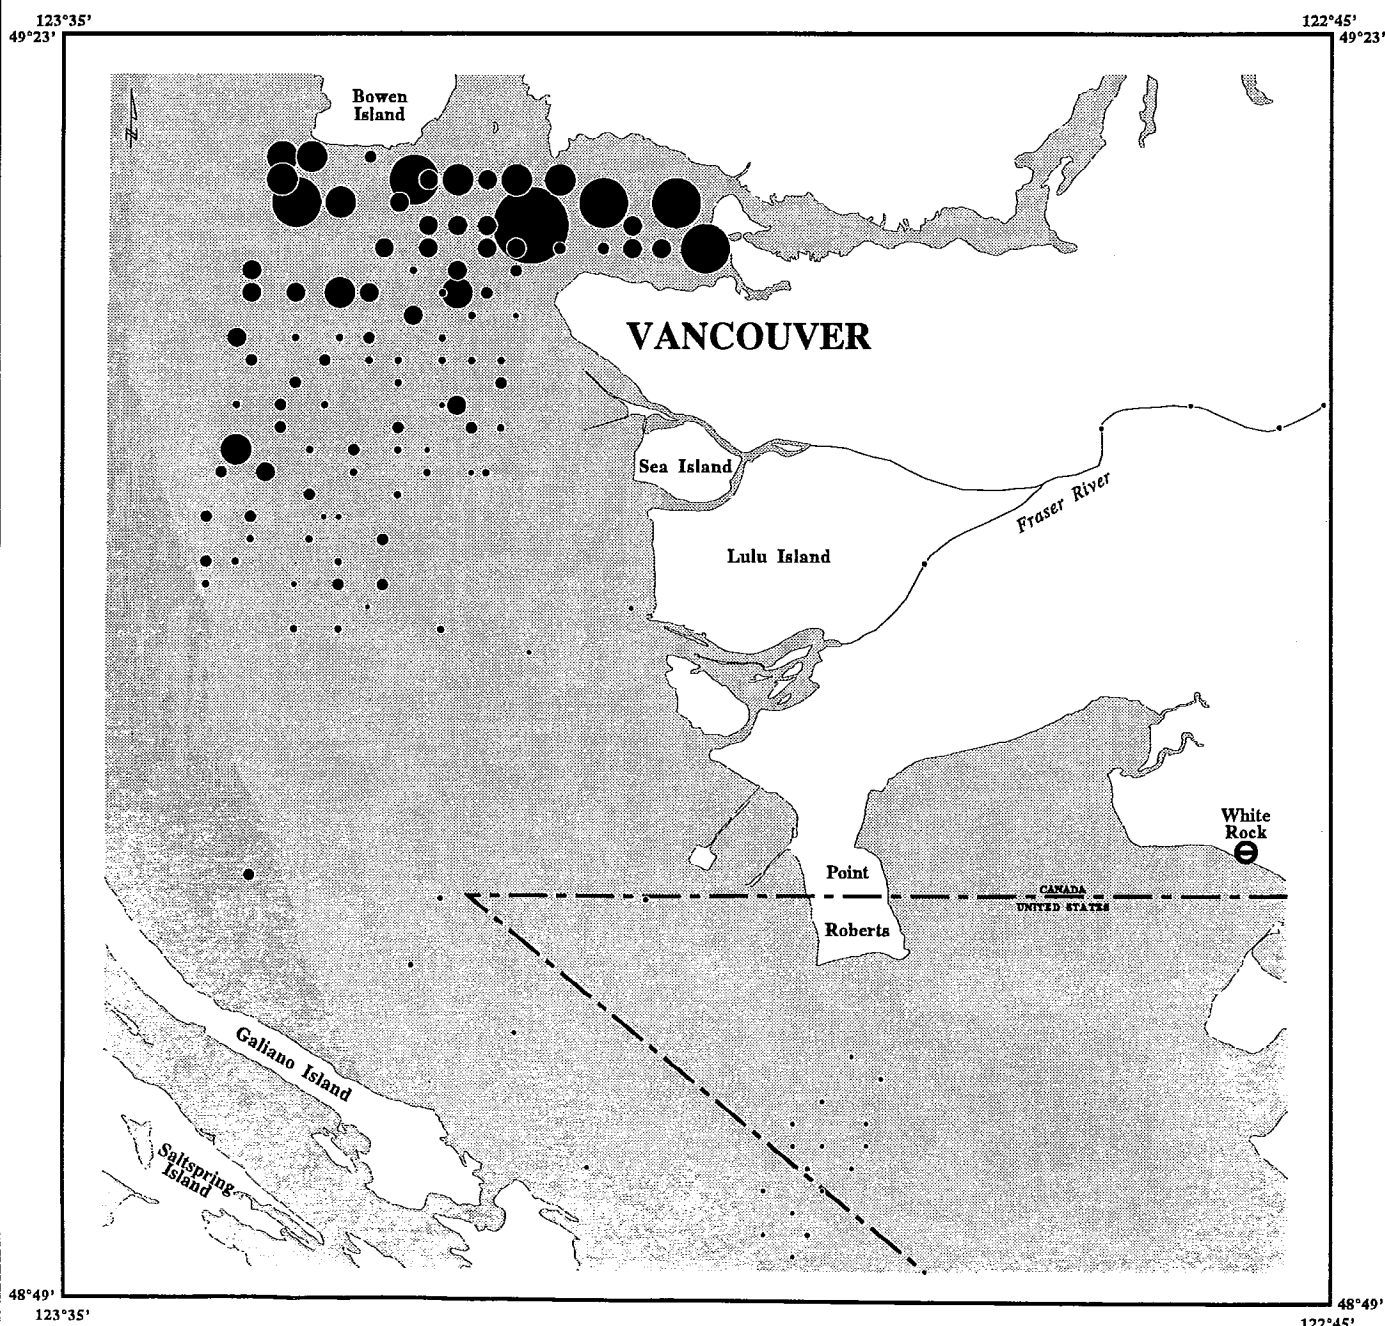 123°35'
122°45'
49°23'
49°23'
Bowen
Island
N
VANCOUVER
Sea Island
Fraser River
Lulu Island
White
Rock
Point
CANADA
UNITED STATES
Roberts
Galiano Island
Saltspring
Island
48°49'
48°49'
123°35'
122°45'